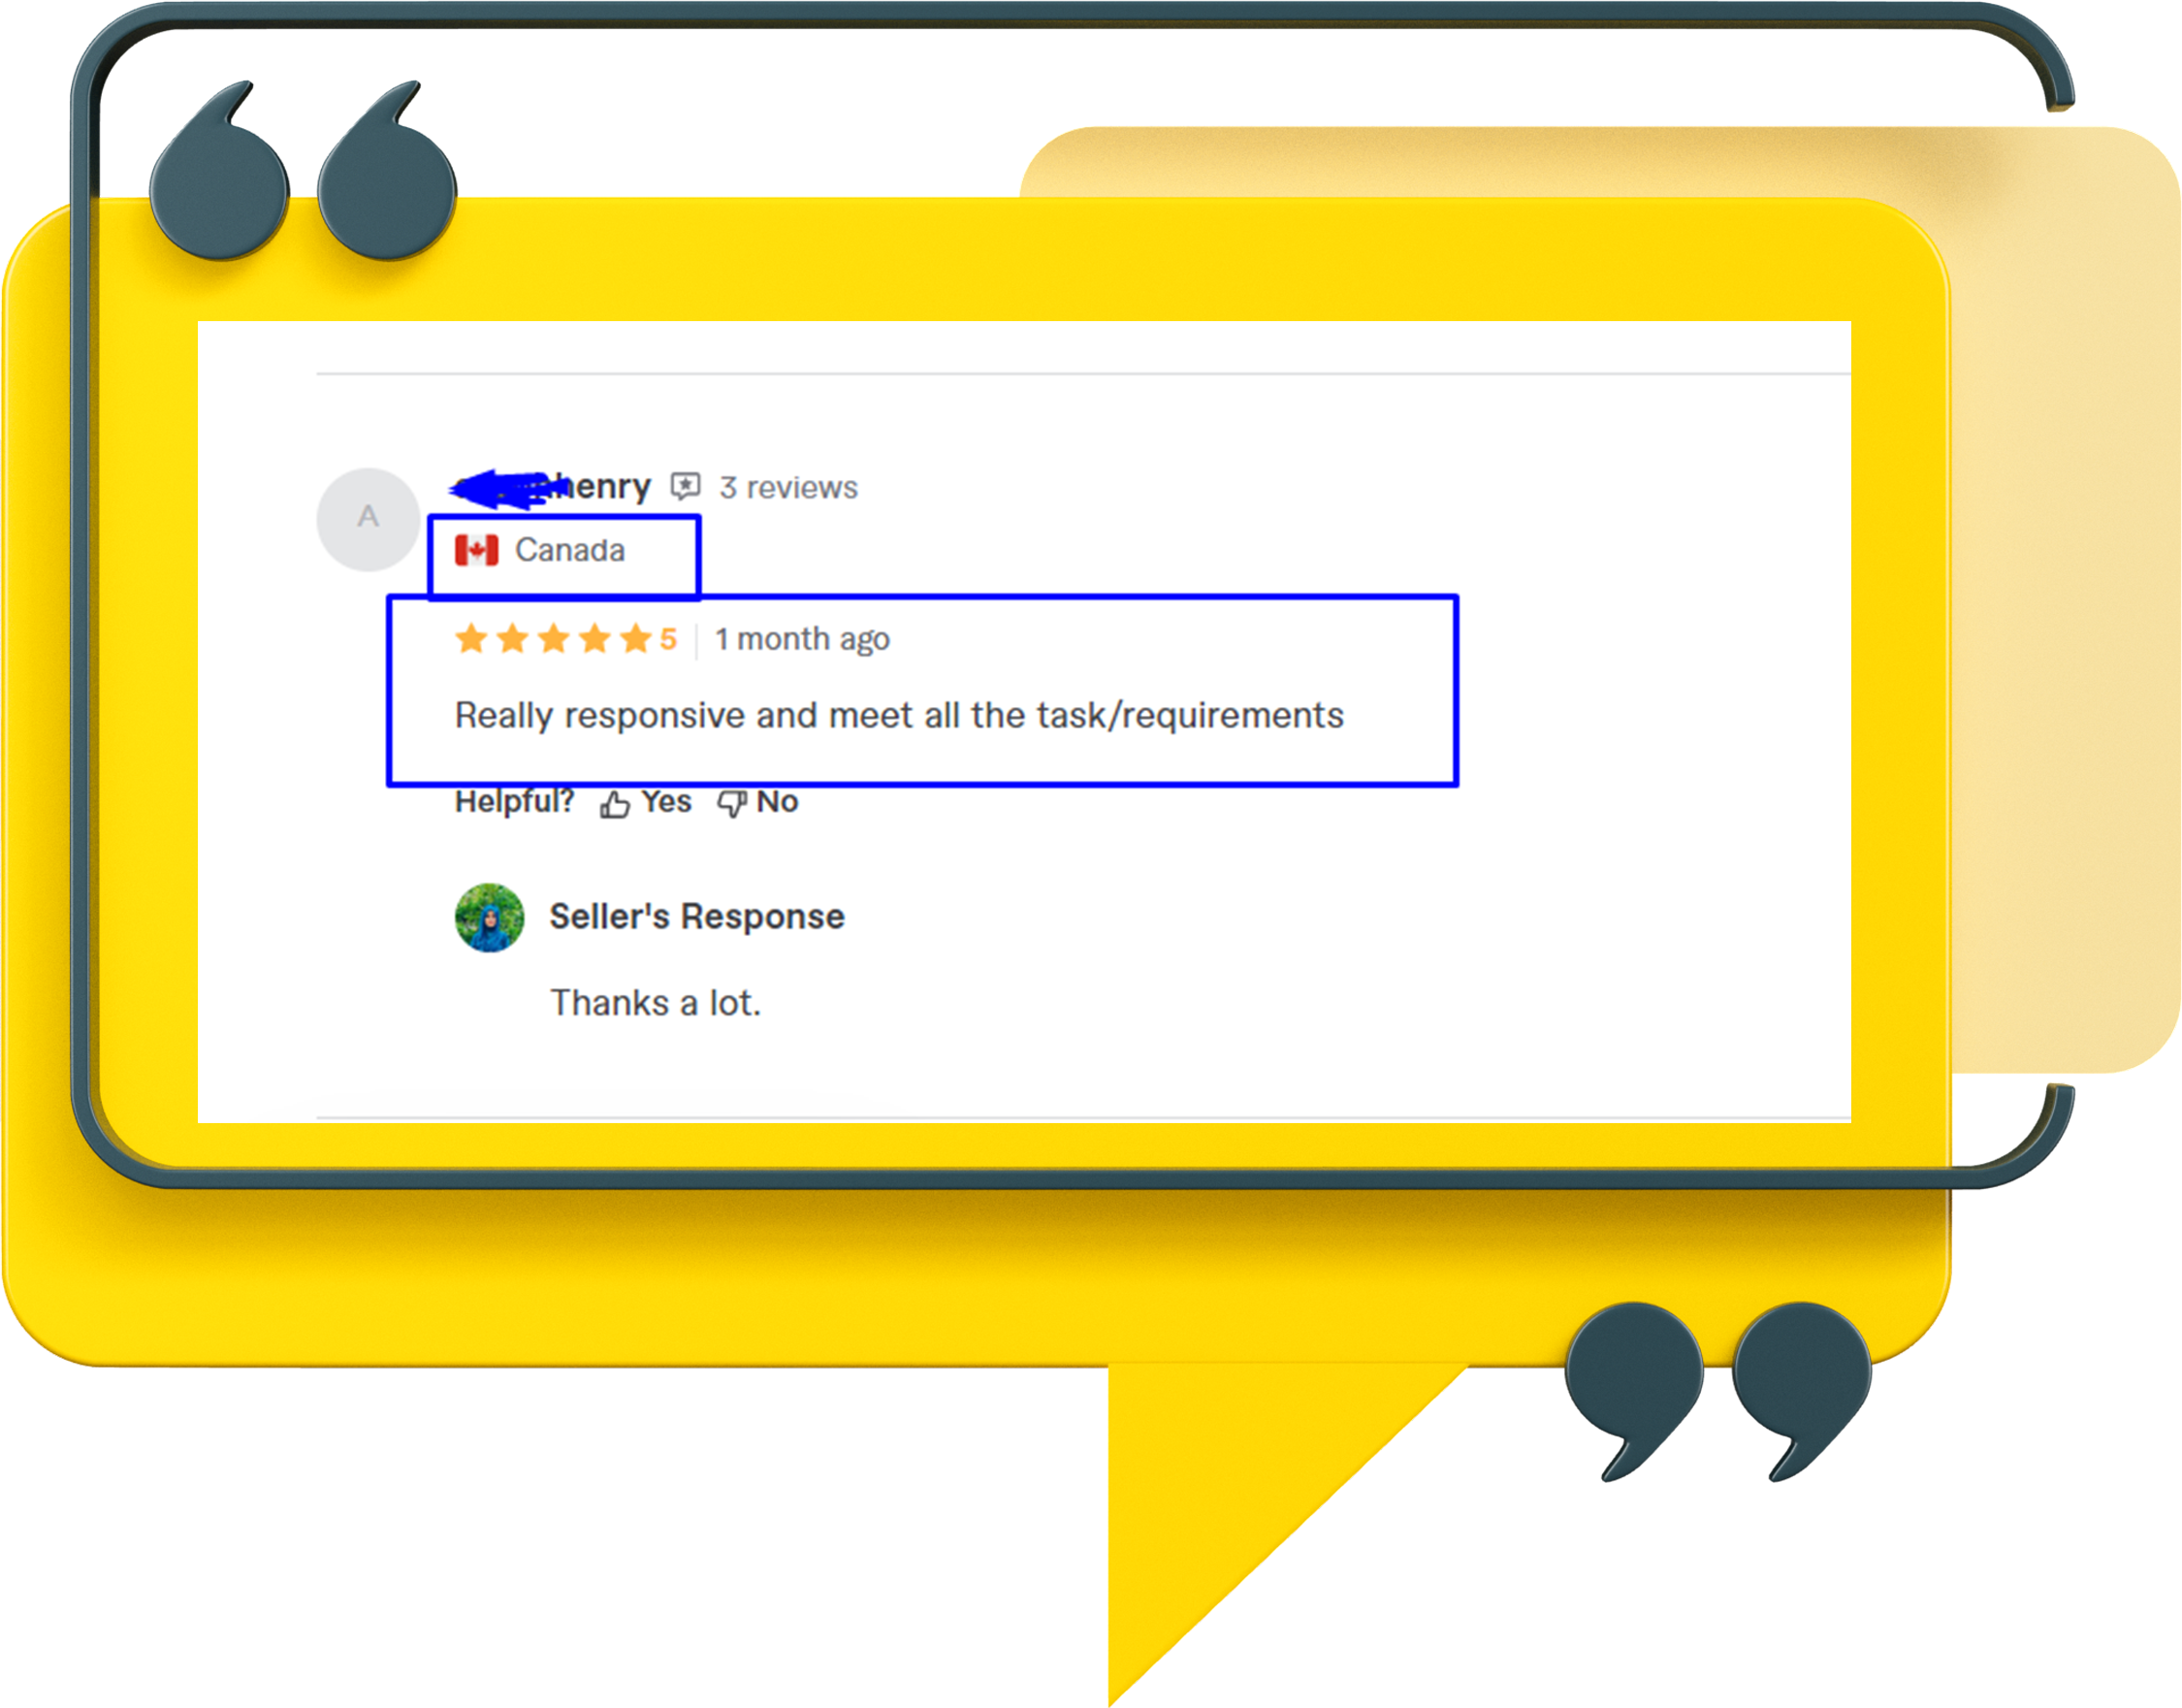 A
henry 3 reviews
Canada
5 1 month ago
Really responsive and meet all the task/requirements
Helpful? Yes No
Seller's Response
Thanks a lot.